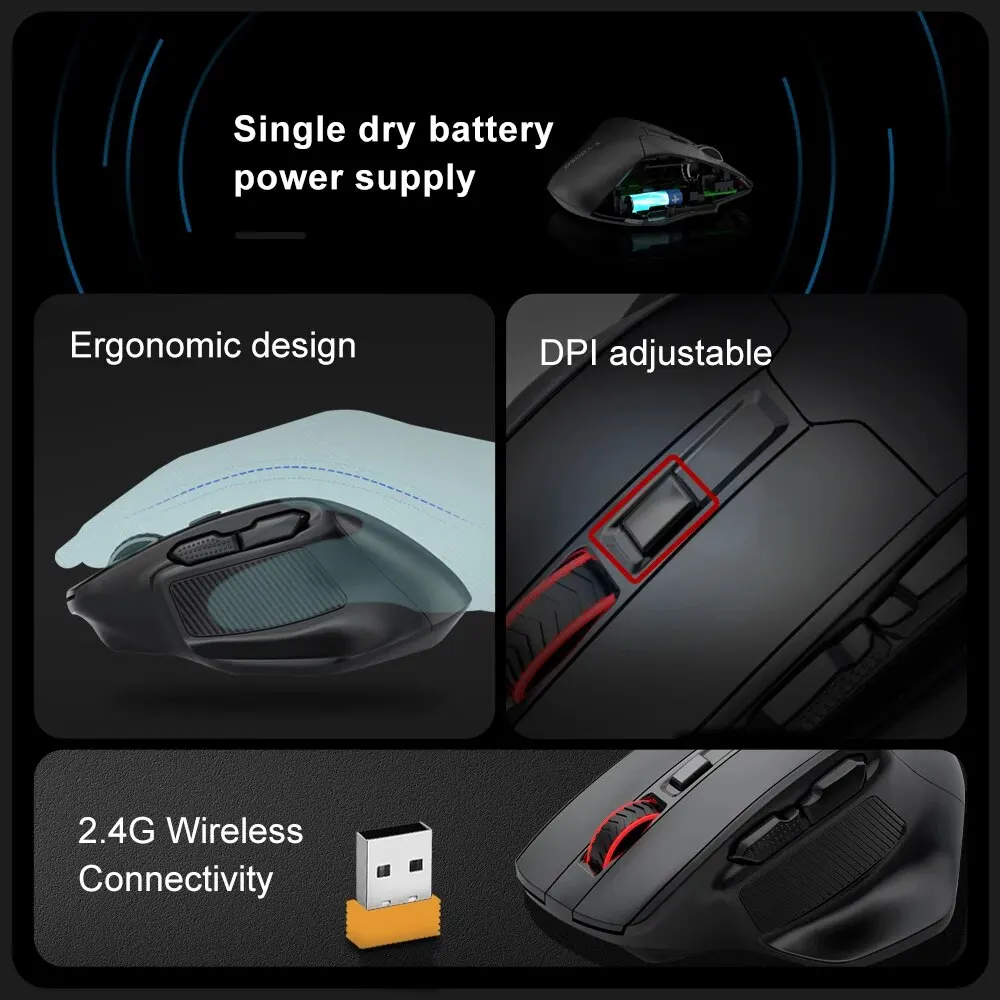 Single dry battery
power supply
Ergonomic design
DPI adjustable
2.4G Wireless
Connectivity